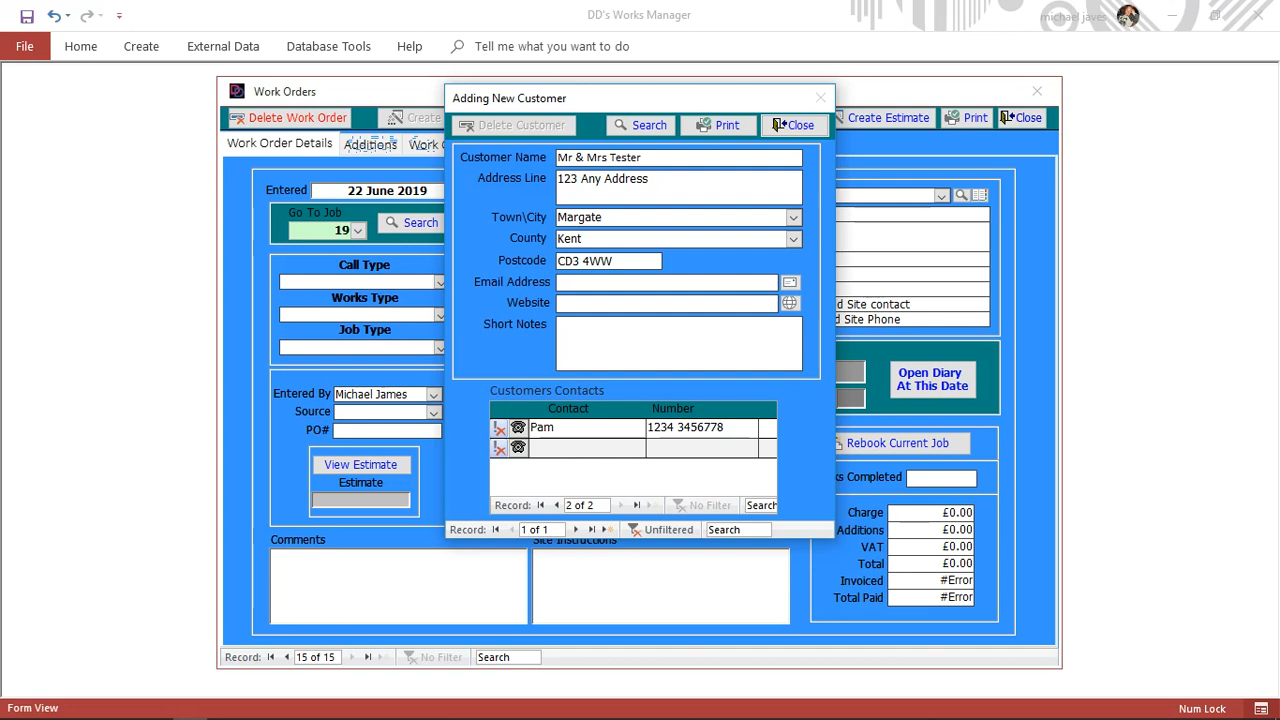 DD's Works Manager
michael javes
File Home Create External Data Database Tools Help Tell me what you want to do
Work Orders
Delete Work Order Create Create Estimate Print Close
Work Order Details Additions Work
Entered 22 June 2019
Go To Job
19 Search
Call Type
Works Type
Job Type
Entered By Michael James
Source
PO#
View Estimate
Estimate
Comments
Site Instructions
Record: 15 of 15 No Filter Search
Adding New Customer
Delete Customer Search Print Close
Customer Name Mr & Mrs Tester
Address Line 123 Any Address
Town\City Margate
County Kent
Postcode CD3 4WW
Email Address
Website
Short Notes
Customers Contacts
Contact Number
Pam 1234 3456778
Record: 2 of 2 No Filter Search
Record: 1 of 1 Unfiltered Search
d Site contact
d Site Phone
Open Diary
At This Date
Rebook Current Job
ks Completed
Charge £0.00
Additions £0.00
VAT £0.00
Total £0.00
Invoiced #Error
Total Paid #Error
Form View Num Lock